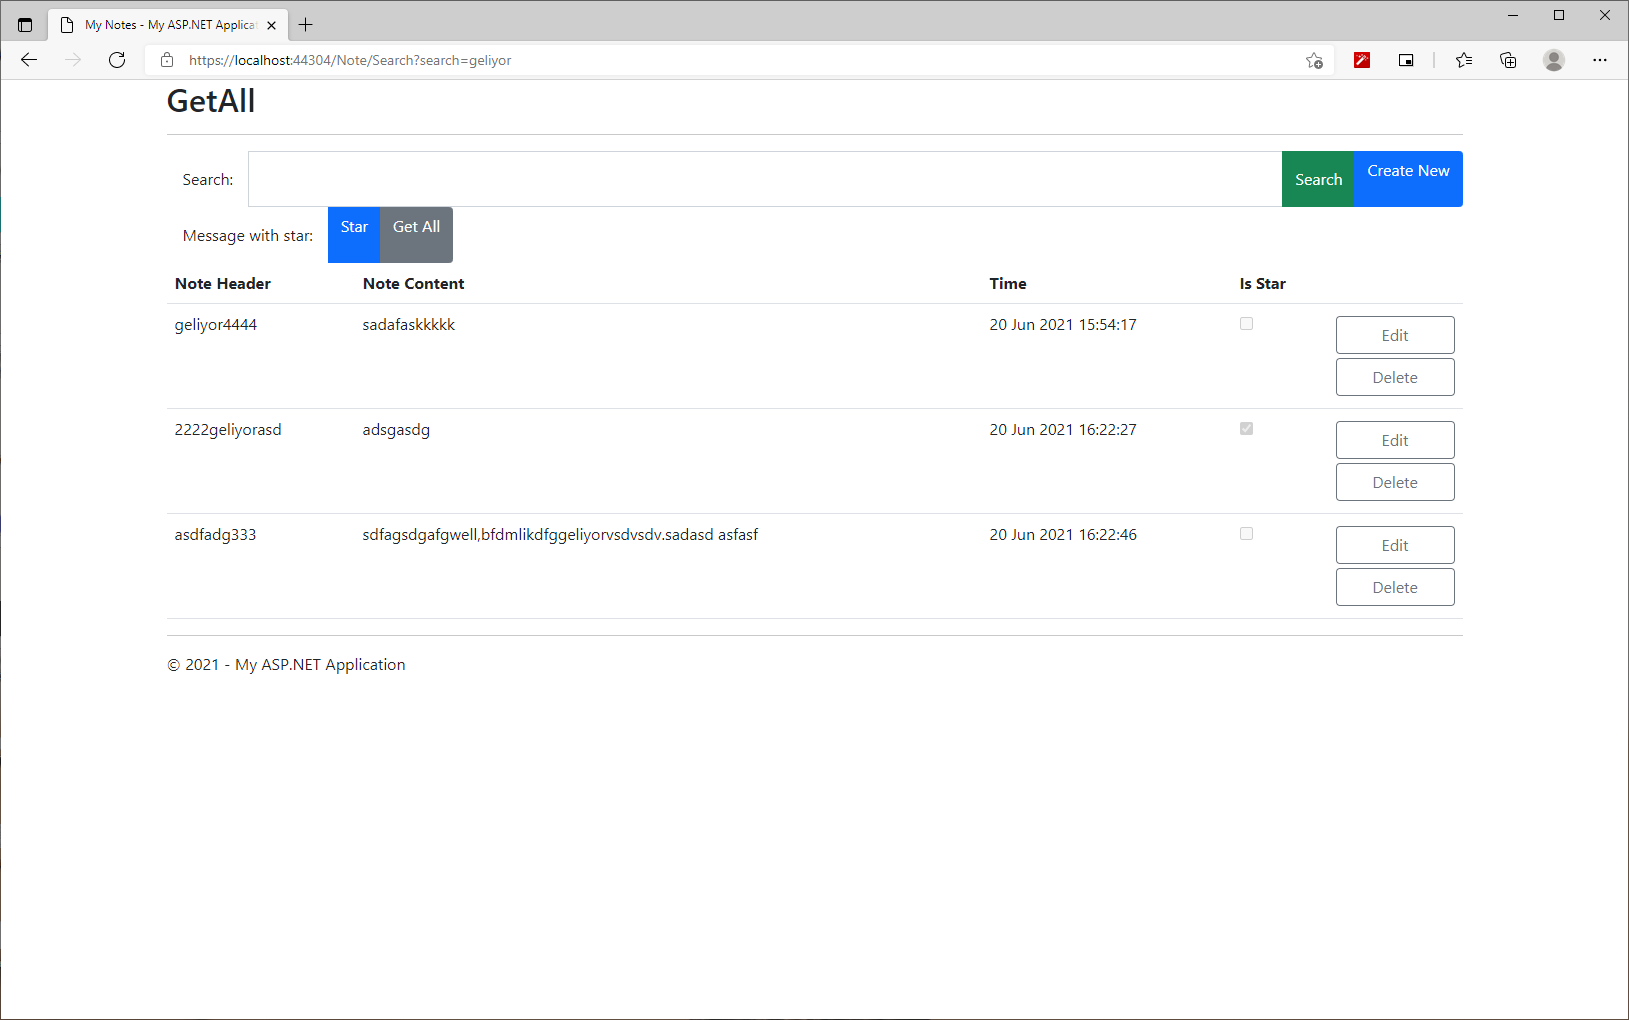 My Notes - My ASP.NET Applica
https://localhost:44304/Note/Search?search=geliyor
GetAll
Search: Search Create New
Message with star: Star Get All
Note Header Note Content Time Is Star
geliyor4444 sadafaskkkkk 20 Jun 2021 15:54:17 Edit
Delete
2222geliyorasd adsgasdg 20 Jun 2021 16:22:27 Edit
Delete
asdfadg333 sdfagsdgafgwell,bfdmlikdfggeliyorvsdvsdv.sadasd asfasf 20 Jun 2021 16:22:46 Edit
Delete
© 2021 - My ASP.NET Application